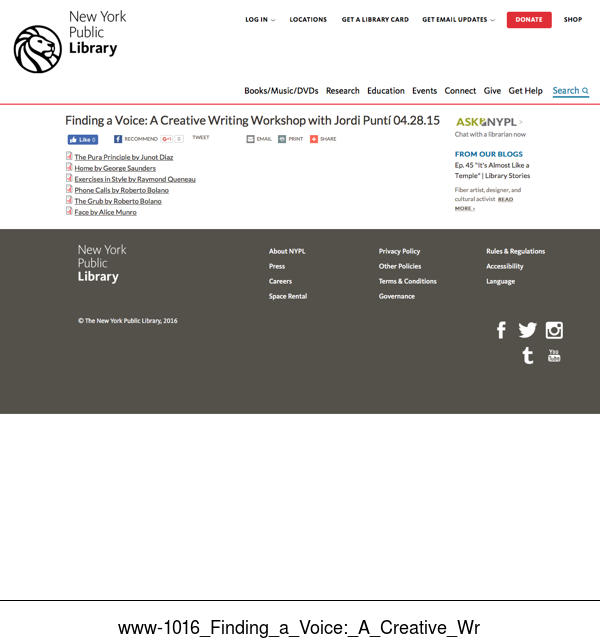 New York
Public
Library
LOG IN
LOCATIONS
GET A LIBRARY CARD
GET EMAIL UPDATES
DONATE
SHOP
Books/Music/DVDs Research Education Events Connect Give Get Help Search
Finding a Voice: A Creative Writing Workshop with Jordi Puntí 04.28.15
Like 0
RECOMMEND
G+1 0
TWEET
EMAIL
PRINT
SHARE
The Pura Principle by Junot Diaz
Home by George Saunders
Exercises in Style by Raymond Queneau
Phone Calls by Roberto Bolano
The Grub by Roberto Bolano
Face by Alice Munro
ASK NYPL >
Chat with a librarian now
FROM OUR BLOGS
Ep. 45 "It's Almost Like a
Temple" | Library Stories
Fiber artist, designer, and
cultural activist READ
MORE ›
New York
Public
Library
About NYPL
Press
Careers
Space Rental
Privacy Policy
Other Policies
Terms & Conditions
Governance
Rules & Regulations
Accessibility
Language
© The New York Public Library, 2016
You
Tube
www-1016_Finding_a_Voice:_A_Creative_Wr